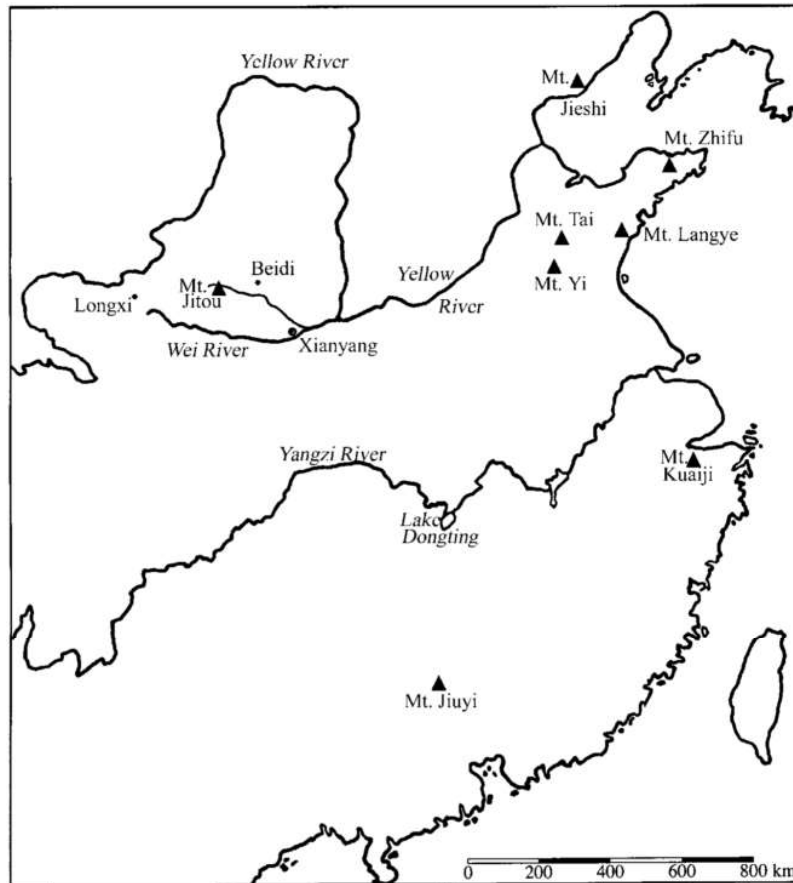 Yellow River
Mt.
Jieshi
Mt. Zhifu
Mt. Tai
Mt. Langye
Mt. Yi
Beidi
Mt.
Jitou
Longxi
Yellow
River
Wei River
Xianyang
Yangzi River
Mt.
Kuaiji
Lake
Dongting
Mt. Jiuyi
0 200 400 600 800 km